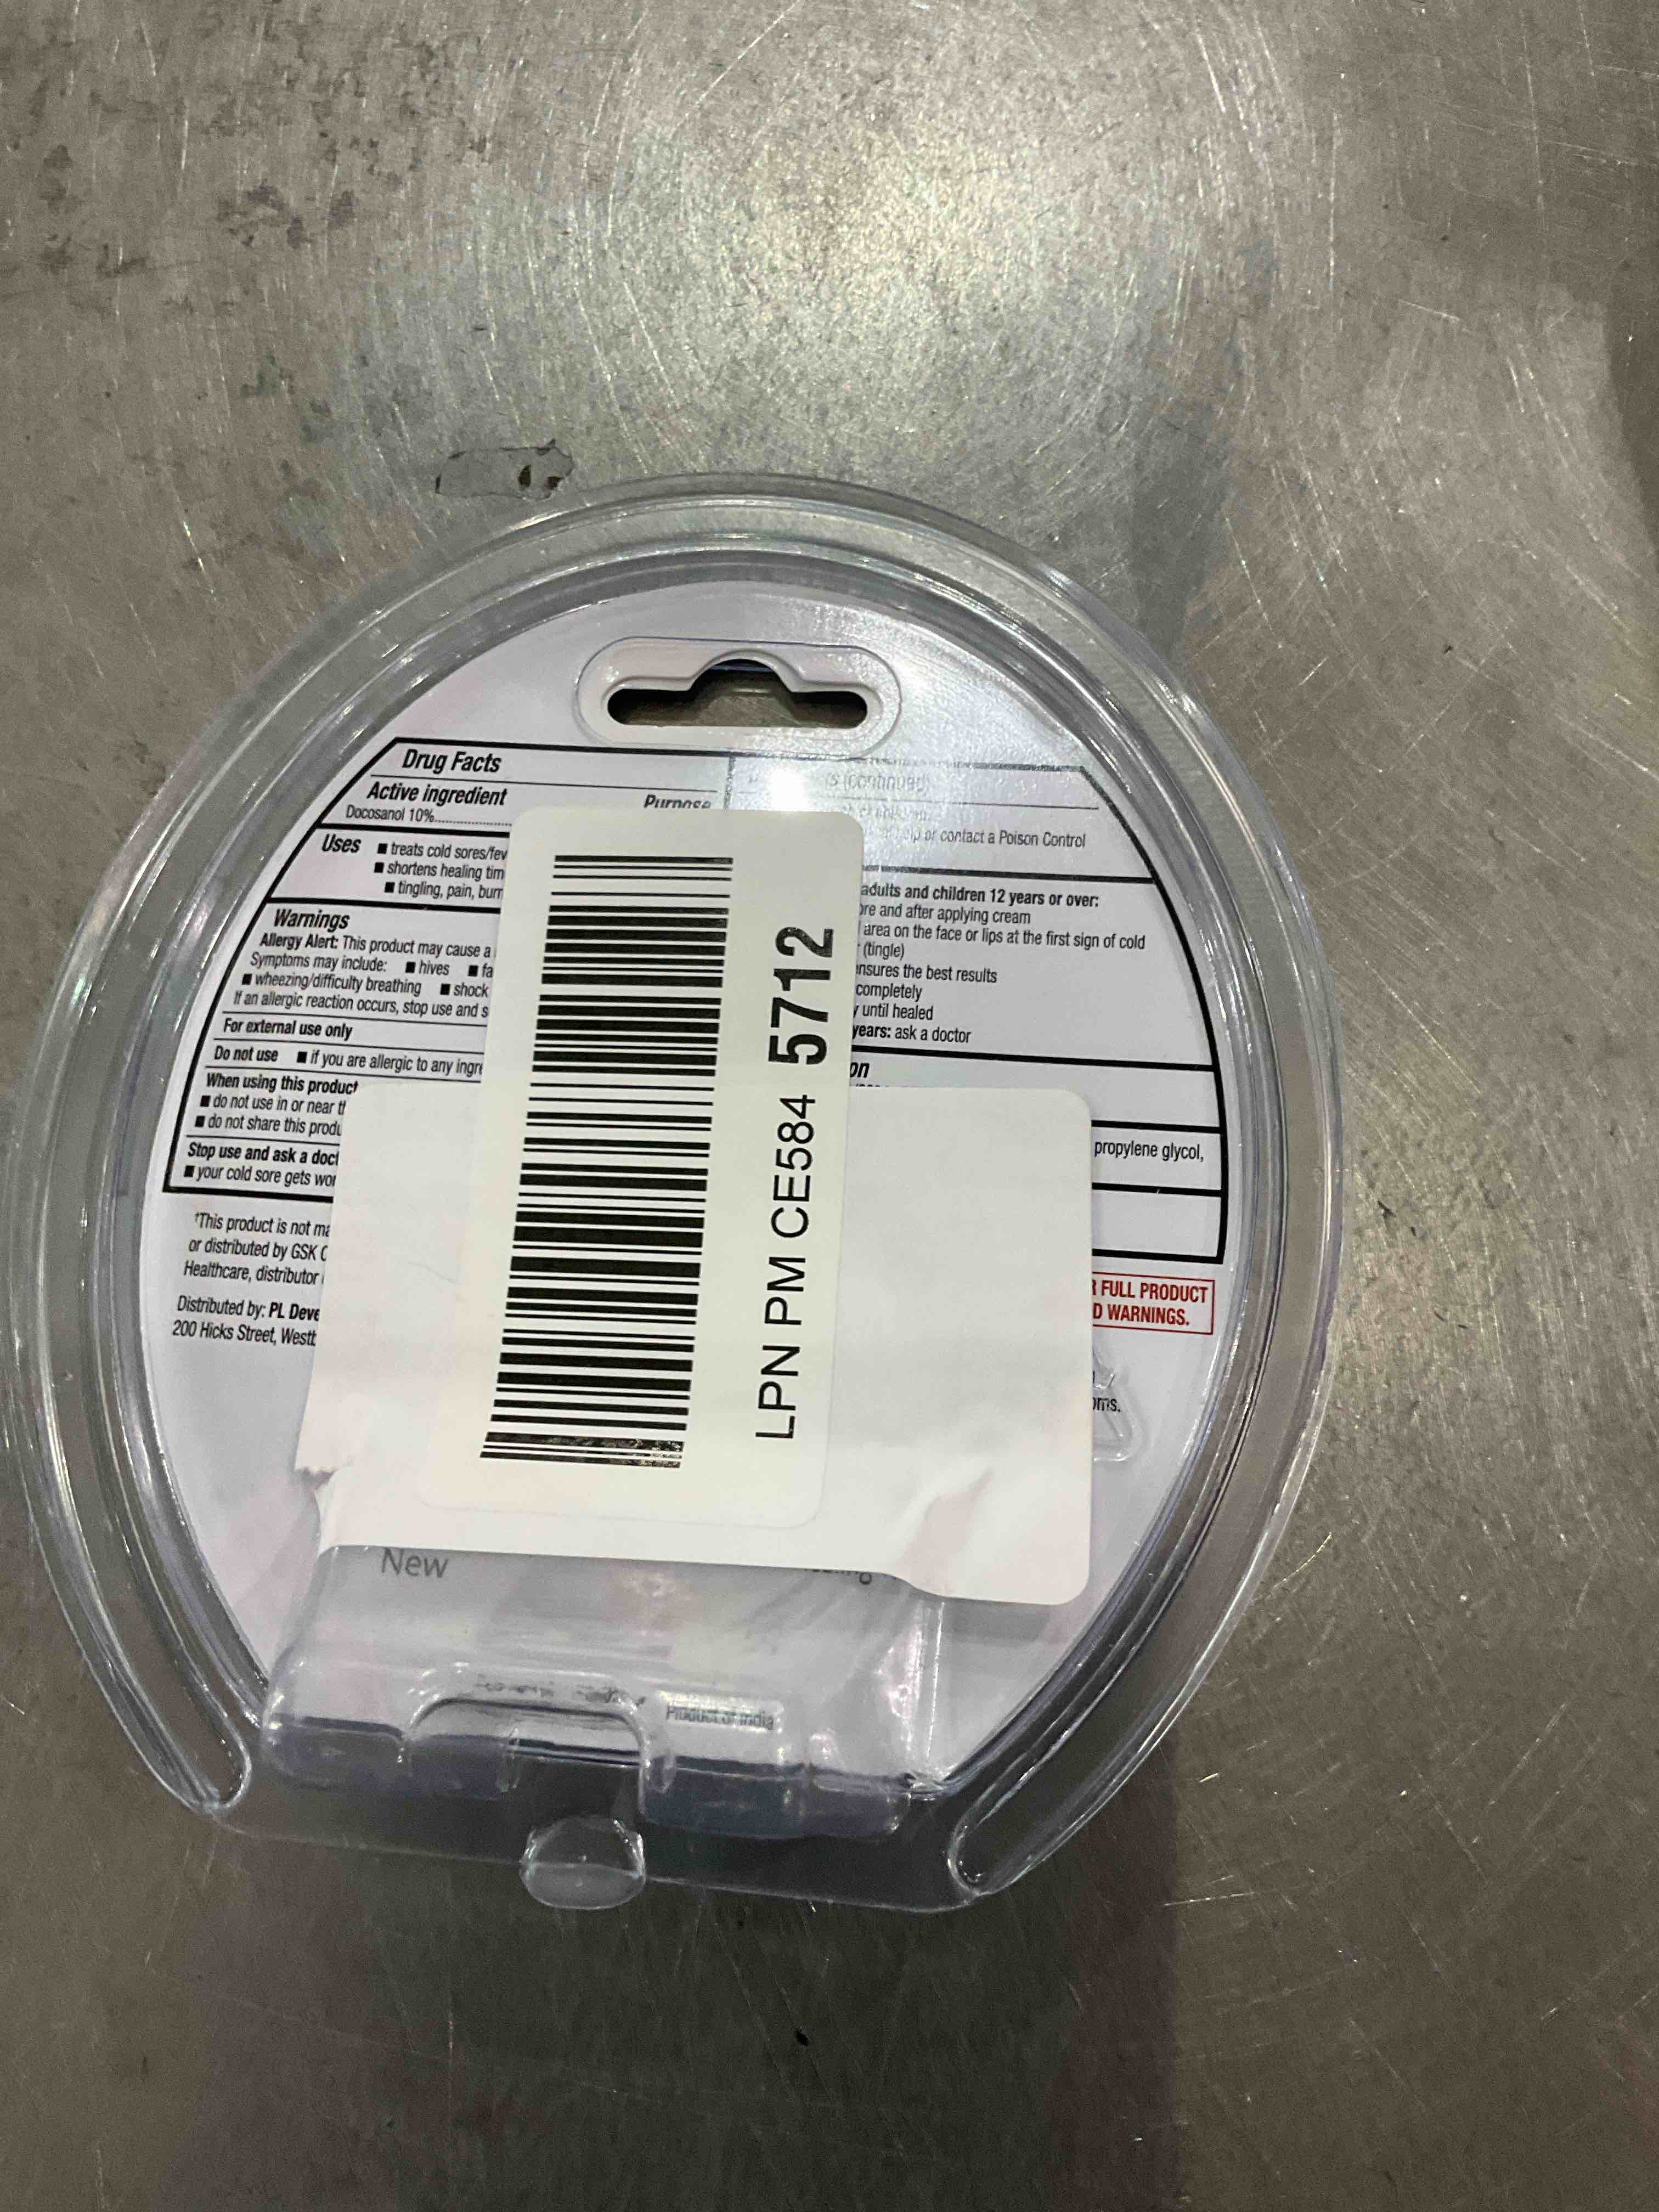 Drug Facts
Active ingredient
Purpose
Docosanol 10%
Uses ■ treats cold sores/fev
■ shortens healing tim
■ tingling, pain, burn
Warnings
Allergy Alert: This product may cause a
Symptoms may include: ■ hives ■ fa
■ wheezing/difficulty breathing ■ shock
If an allergic reaction occurs, stop use and s
For external use only
Do not use ■ if you are allergic to any ingre
When using this product
■ do not use in or near th
■ do not share this produ
Stop use and ask a doct
■ your cold sore gets wor
†This product is not ma
or distributed by GSK C
Healthcare, distributor
Distributed by: PL Deve
200 Hicks Street, Westb
(continued)
or contact a Poison Control
adults and children 12 years or over:
ore and after applying cream
area on the face or lips at the first sign of cold
(tingle)
ensures the best results
completely
y until healed
years: ask a doctor
on
propylene glycol,
R FULL PRODUCT
D WARNINGS.
oms.
LPN PM CE584 5712
New
Product of India